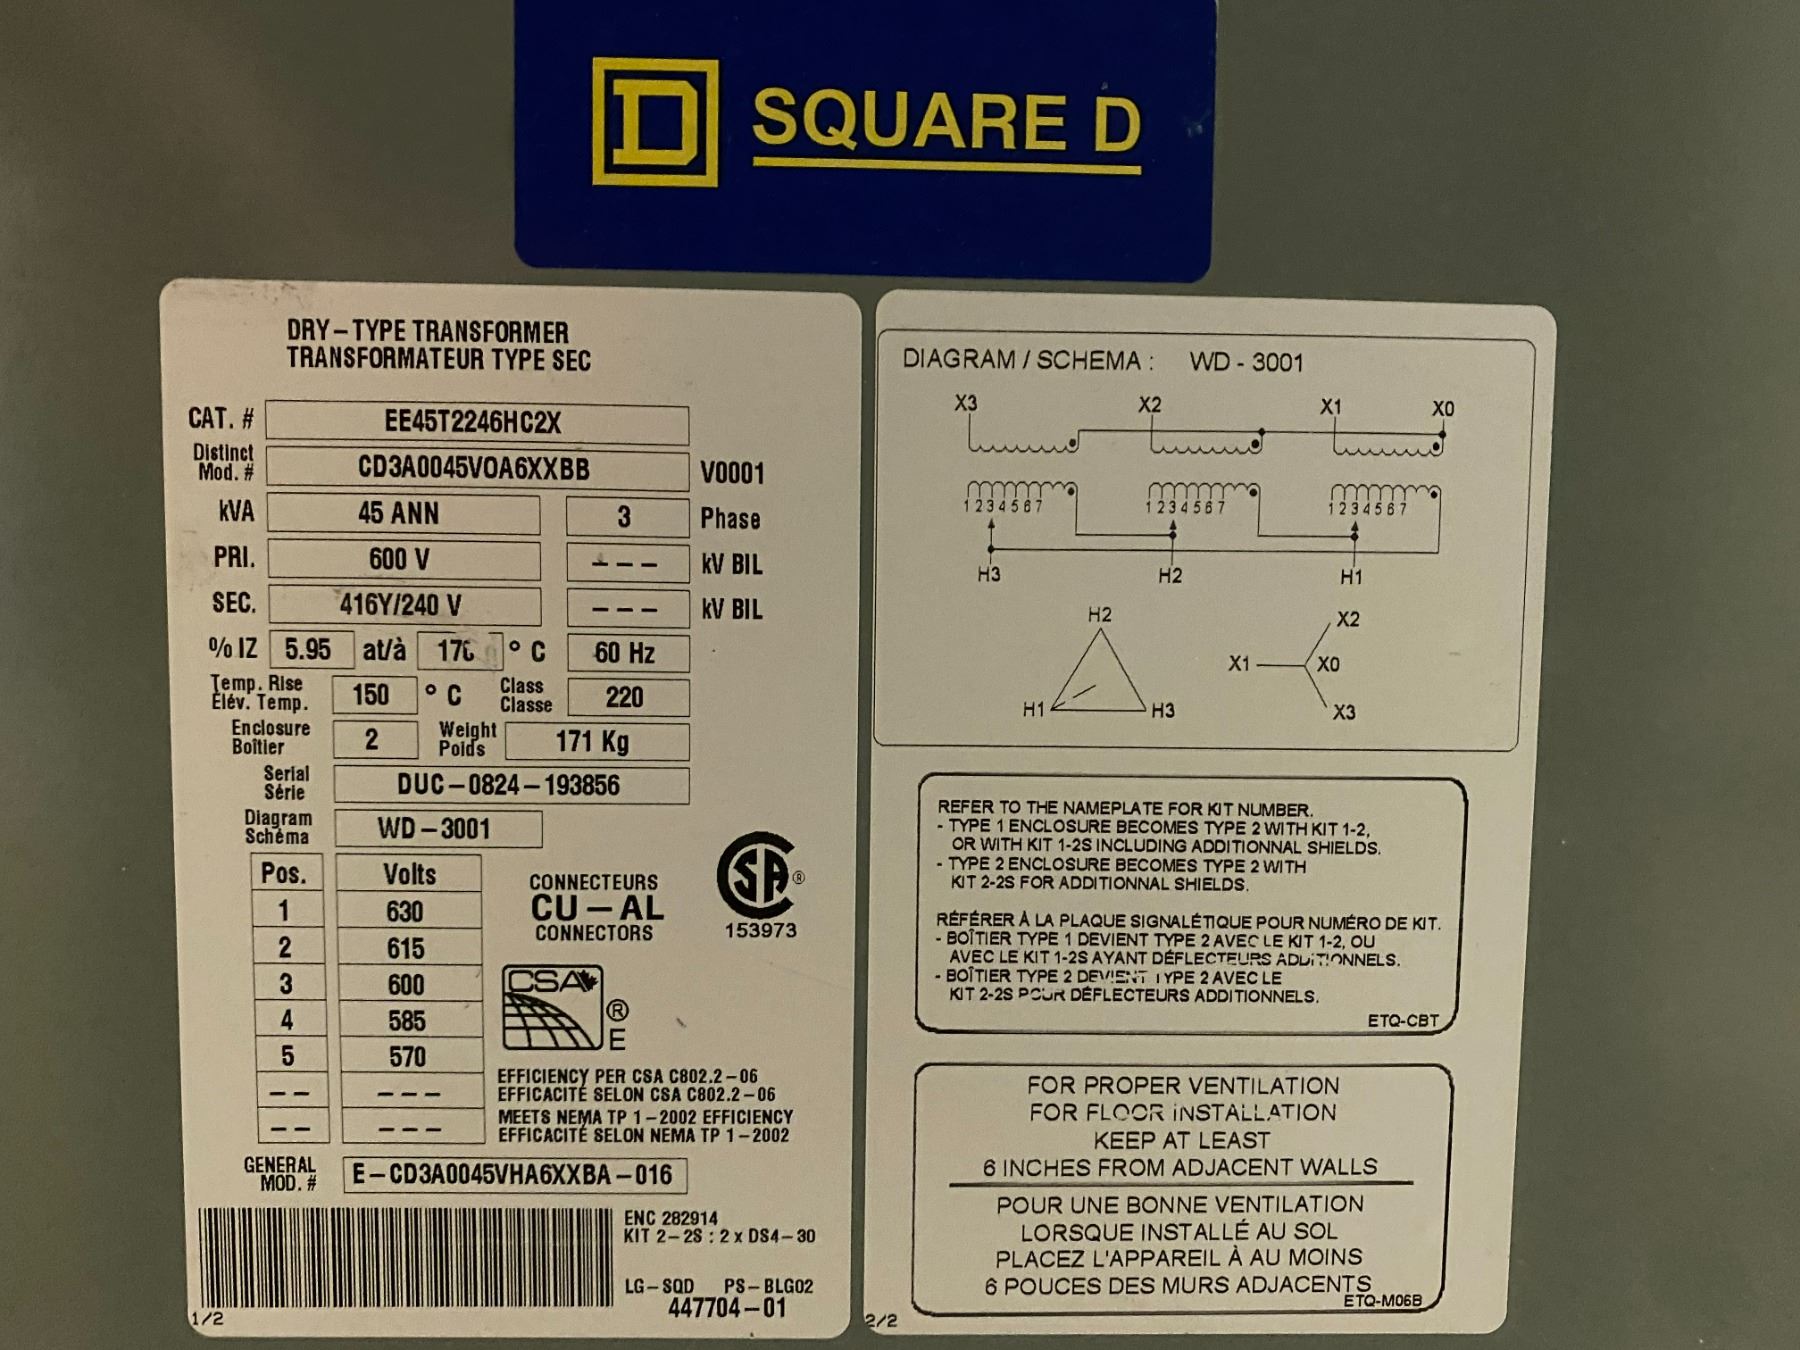 D SQUARE D
DRY-TYPE TRANSFORMER
TRANSFORMATEUR TYPE SEC
CAT. # EE45T2246HC2X
Distinct Mod. # CD3A0045VOA6XXBB V0001
kVA 45 ANN 3 Phase
PRI. 600 V --- kV BIL
SEC. 416Y/240 V --- kV BIL
% IZ 5.95 at/à ° C 60 Hz
Temp. Rise Élév. Temp. 150 ° C Class Classe 220
Enclosure Boîtier 2 Weight Poids 171 Kg
Serial Série DUC-0824-193856
Diagram Schéma WD-3001
Pos. Volts
1 630
2 615
3 600
4 585
5 570
-- ---
-- ---
CONNECTEURS
CU-AL
CONNECTORS
SA ®
153973
CSA
®
E
EFFICIENCY PER CSA C802.2-06
EFFICACITÉ SELON CSA C802.2-06
MEETS NEMA TP 1-2002 EFFICIENCY
EFFICACITÉ SELON NEMA TP 1-2002
GENERAL MOD. # E-CD3A0045VHA6XXBA-016
ENC 282914
KIT 2-2S : 2 x DS4-30
LG-SQD PS-BLG02
447704-01
1/2
DIAGRAM / SCHEMA : WD - 3001
X3 X2 X1 X0
1 2 3 4 5 6 7 1 2 3 4 5 6 7 1 2 3 4 5 6 7
H3 H2 H1
H2
H1 H3
X2
X1 X0
X3
REFER TO THE NAMEPLATE FOR KIT NUMBER.
- TYPE 1 ENCLOSURE BECOMES TYPE 2 WITH KIT 1-2,
OR WITH KIT 1-2S INCLUDING ADDITIONNAL SHIELDS.
- TYPE 2 ENCLOSURE BECOMES TYPE 2 WITH
KIT 2-2S FOR ADDITIONNAL SHIELDS.
RÉFÉRER À LA PLAQUE SIGNALÉTIQUE POUR NUMÉRO DE KIT.
- BOÎTIER TYPE 1 DEVIENT TYPE 2 AVEC LE KIT 1-2, OU
AVEC LE KIT 1-2S AYANT DÉFLECTEURS ADDITIONNELS.
- BOÎTIER TYPE 2 DEVIENT TYPE 2 AVEC LE
KIT 2-2S POUR DÉFLECTEURS ADDITIONNELS.
ETQ-CBT
FOR PROPER VENTILATION
FOR FLOOR INSTALLATION
KEEP AT LEAST
6 INCHES FROM ADJACENT WALLS
POUR UNE BONNE VENTILATION
LORSQUE INSTALLÉ AU SOL
PLACEZ L'APPAREIL À AU MOINS
6 POUCES DES MURS ADJACENTS
ETQ-M06B
2/2